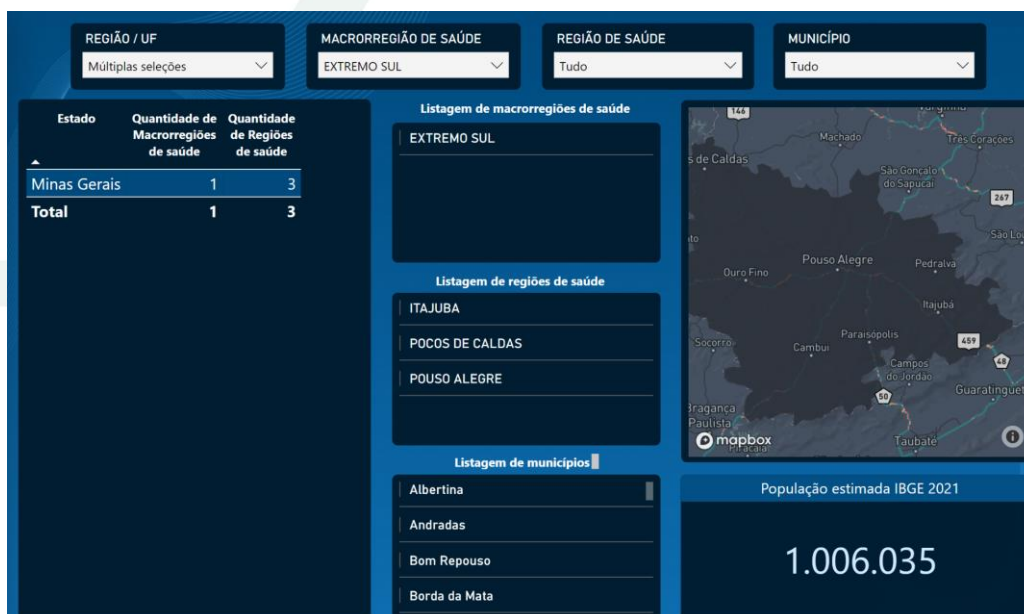 REGIÃO / UF
Múltiplas seleções
MACRORREGIÃO DE SAÚDE
EXTREMO SUL
REGIÃO DE SAÚDE
Tudo
MUNICÍPIO
Tudo
Estado
Quantidade de
Macrorregiões
de saúde
Quantidade
de Regiões
de saúde
Minas Gerais 1 3
Total 1 3
Listagem de macrorregiões de saúde
EXTREMO SUL
Listagem de regiões de saúde
ITAJUBA
POCOS DE CALDAS
POUSO ALEGRE
Listagem de municípios
Albertina
Andradas
Bom Repouso
Borda da Mata
146
Varginha
Machado
Três Corações
s de Caldas
São Gonçalo
do Sapucaí
267
São Lou
Pouso Alegre
Pedralva
Ouro Fino
Itajubá
Paraisópolis
459
Socorro
Cambuí
48
Campos
do Jordão
Guaratinguet
50
Bragança
Paulista
mapbox
Taubaté
Piracaia
População estimada IBGE 2021
1.006.035